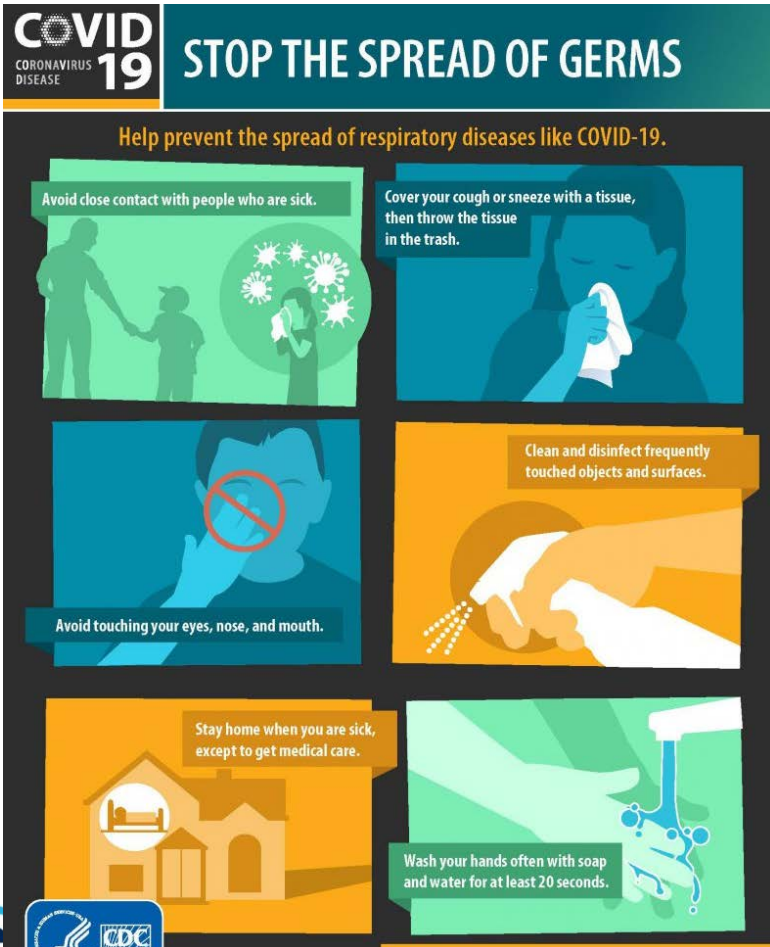 COVID
CORONAVIRUS
DISEASE
19
STOP THE SPREAD OF GERMS
Help prevent the spread of respiratory diseases like COVID-19.
Avoid close contact with people who are sick.
Cover your cough or sneeze with a tissue,
then throw the tissue
in the trash.
Avoid touching your eyes, nose, and mouth.
Clean and disinfect frequently
touched objects and surfaces.
Stay home when you are sick,
except to get medical care.
Wash your hands often with soap
and water for at least 20 seconds.
CDC